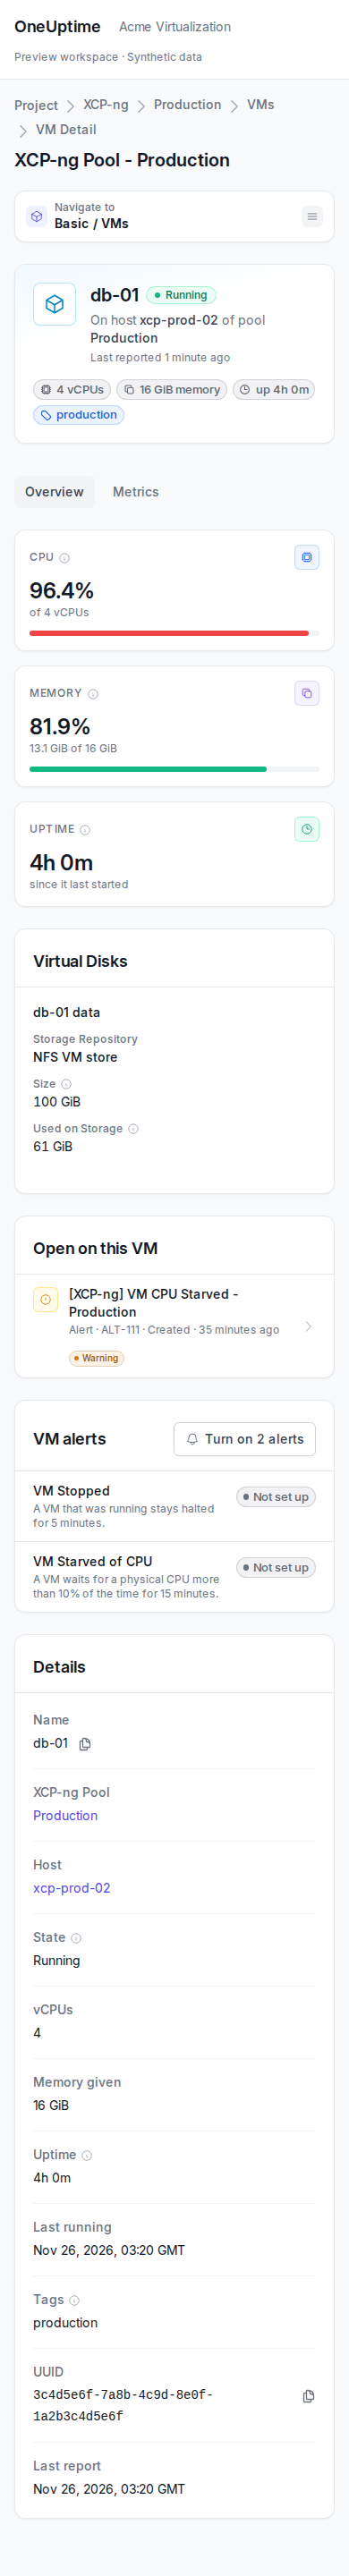 OneUptime Acme Virtualization
Preview workspace · Synthetic data
Project > XCP-ng > Production > VMs
> VM Detail
XCP-ng Pool - Production
Navigate to
Basic / VMs
db-01 Running
On host xcp-prod-02 of pool
Production
Last reported 1 minute ago
4 vCPUs 16 GiB memory up 4h 0m
production
Overview Metrics
CPU
96.4%
of 4 vCPUs
MEMORY
81.9%
13.1 GiB of 16 GiB
UPTIME
4h 0m
since it last started
Virtual Disks
db-01 data
Storage Repository
NFS VM store
Size
100 GiB
Used on Storage
61 GiB
Open on this VM
[XCP-ng] VM CPU Starved -
Production
Alert · ALT-111 · Created · 35 minutes ago
Warning
VM alerts Turn on 2 alerts
VM Stopped Not set up
A VM that was running stays halted
for 5 minutes.
VM Starved of CPU Not set up
A VM waits for a physical CPU more
than 10% of the time for 15 minutes.
Details
Name
db-01
XCP-ng Pool
Production
Host
xcp-prod-02
State
Running
vCPUs
4
Memory given
16 GiB
Uptime
4h 0m
Last running
Nov 26, 2026, 03:20 GMT
Tags
production
UUID
3c4d5e6f-7a8b-4c9d-8e0f-
1a2b3c4d5e6f
Last report
Nov 26, 2026, 03:20 GMT